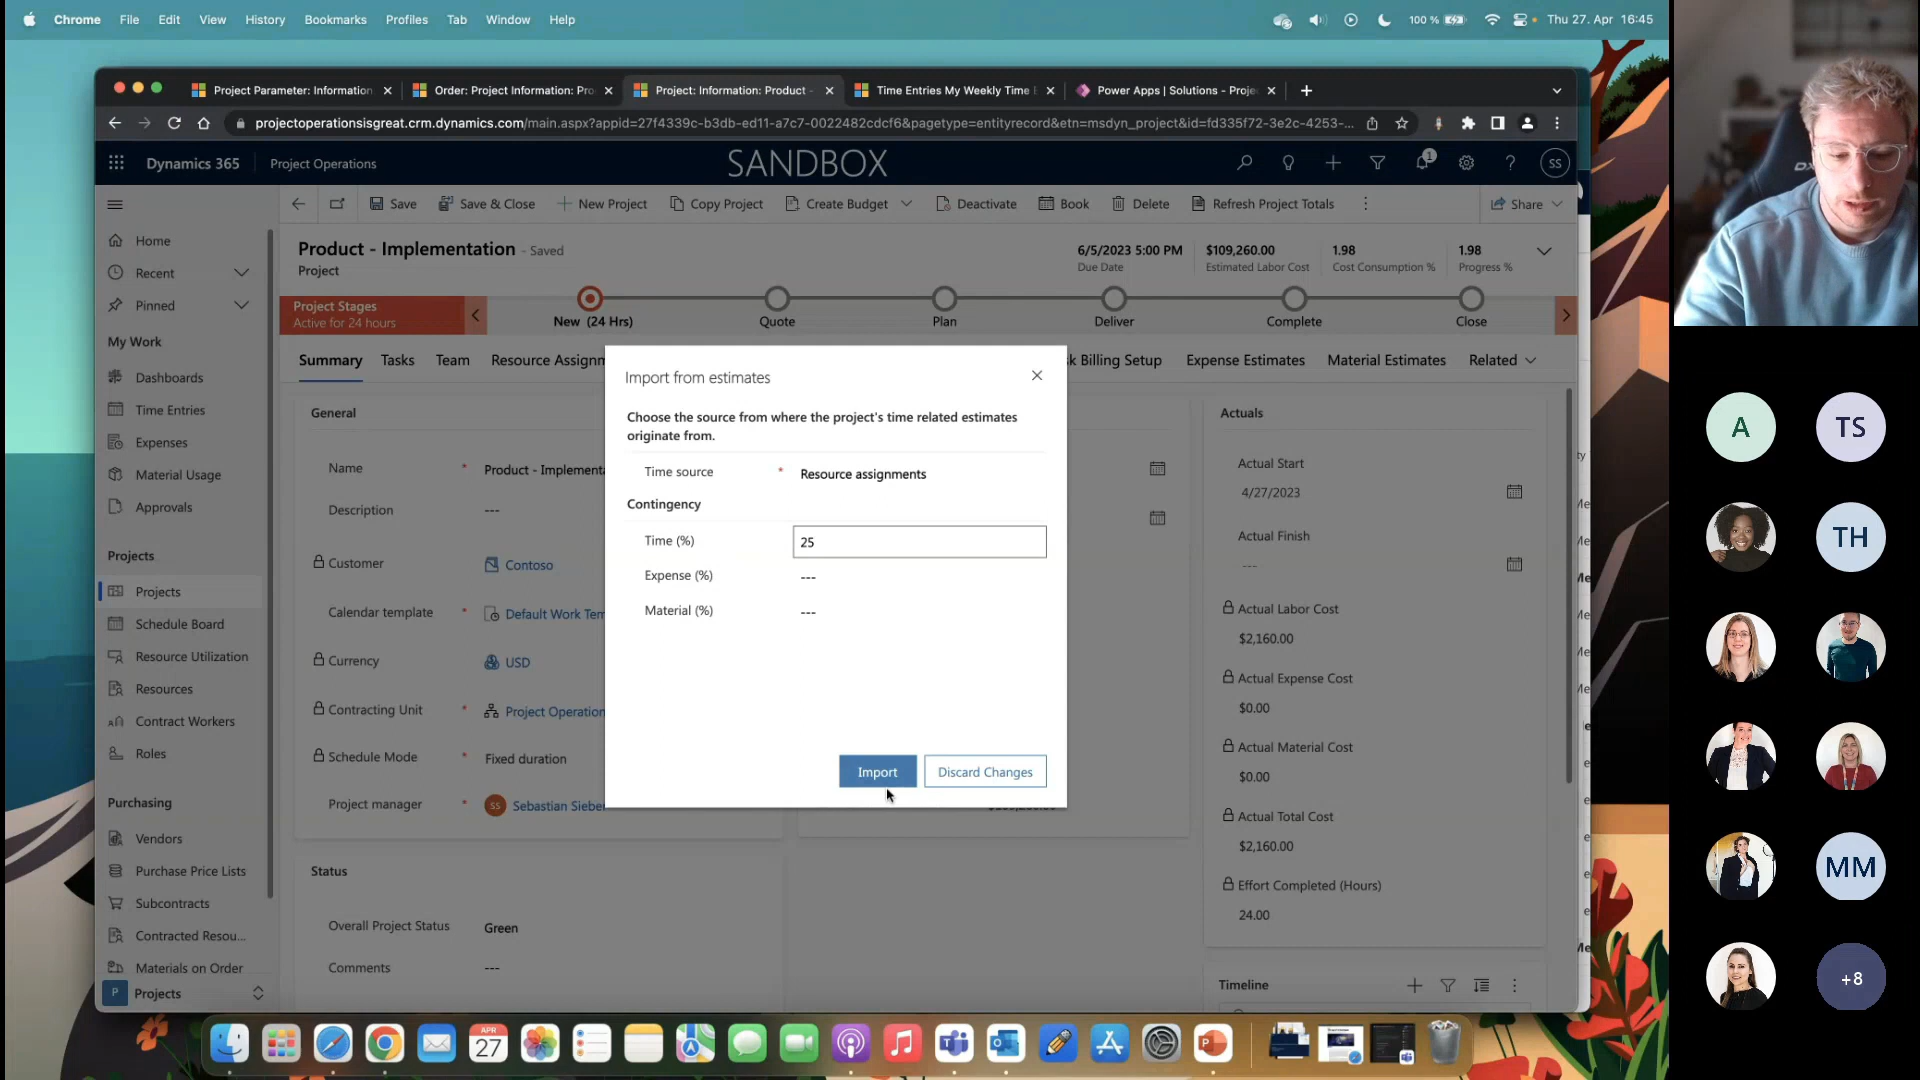 Chrome File Edit View History Bookmarks Profiles Tab Window Help
100 % Thu 27. Apr 16:45
Project Parameter: Information
Order: Project Information: Pro
Project: Information: Product -
Time Entries My Weekly Time
Power Apps | Solutions - Proje
projectoperationsisgreat.crm.dynamics.com/main.aspx?appid=27f4339c-b3db-ed11-a7c7-0022482cdcf6&pagetype=entityrecord&etn=msdyn_project&id=fd335f72-3e2c-4253-...
Dynamics 365 Project Operations SANDBOX 1 ? SS
Save Save & Close New Project Copy Project Create Budget Deactivate Book Delete Refresh Project Totals Share
Home
Recent
Pinned
My Work
Dashboards
Time Entries
Expenses
Material Usage
Approvals
Projects
Projects
Schedule Board
Resource Utilization
Resources
Contract Workers
Roles
Purchasing
Vendors
Purchase Price Lists
Subcontracts
Contracted Resou...
Materials on Order
P Projects
Product - Implementation - Saved
Project
6/5/2023 5:00 PM
Due Date
$109,260.00
Estimated Labor Cost
1.98
Cost Consumption %
1.98
Progress %
Project Stages
Active for 24 hours
New (24 Hrs) Quote Plan Deliver Complete Close
Summary Tasks Team Resource Assignm sk Billing Setup Expense Estimates Material Estimates Related
General
Name * Product - Implementa
Description ---
Customer Contoso
Calendar template * Default Work Tem
Currency USD
Contracting Unit * Project Operation
Schedule Mode * Fixed duration
Project manager * SS Sebastian Sieber
Status
Overall Project Status Green
Comments ---
Import from estimates
Choose the source from where the project's time related estimates
originate from.
Time source * Resource assignments
Contingency
Time (%) 25
Expense (%) ---
Material (%) ---
Import Discard Changes
Actuals
Actual Start
4/27/2023
Actual Finish
---
Actual Labor Cost
$2,160.00
Actual Expense Cost
$0.00
Actual Material Cost
$0.00
Actual Total Cost
$2,160.00
Effort Completed (Hours)
24.00
Timeline
APR
27
A TS
TH
MM
+8